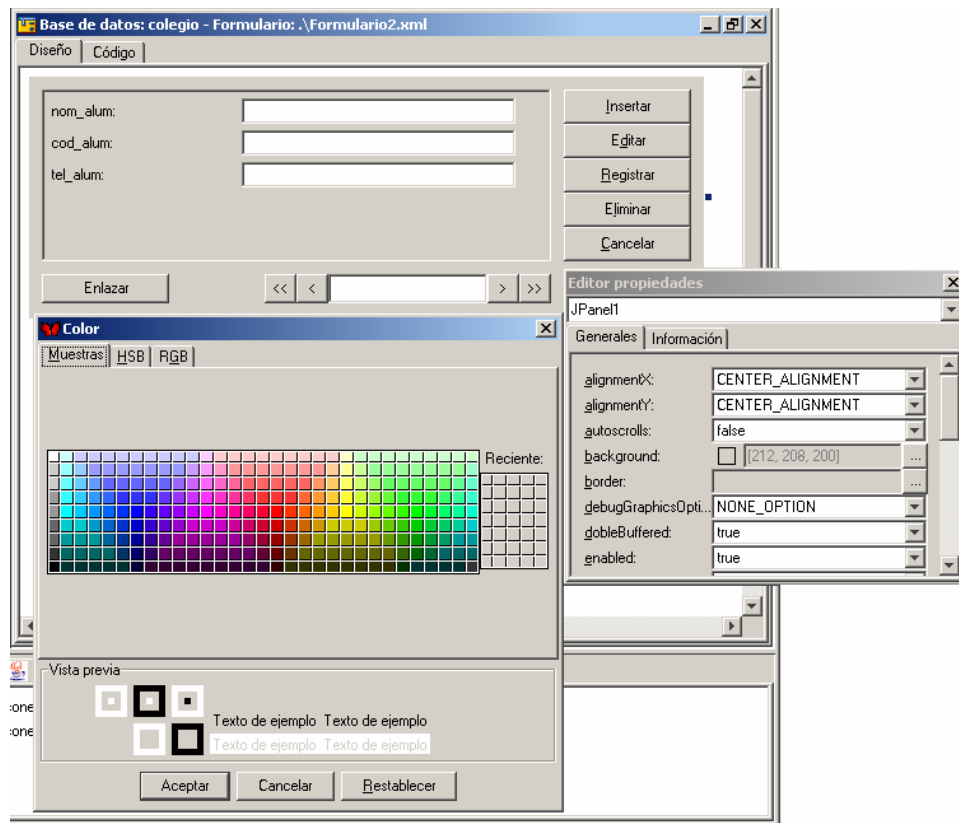 Base de datos: colegio - Formulario: .\Formulario2.xml
Diseño Código
nom_alum:
cod_alum:
tel_alum:
Insertar
Editar
Registrar
Eliminar
Cancelar
Enlazar << < > >>
Editor propiedades
JPanel1
Generales Información
alignmentX: CENTER_ALIGNMENT
alignmentY: CENTER_ALIGNMENT
autoscrolls: false
background: [212, 208, 200] ...
border: ...
debugGraphicsOpti... NONE_OPTION
dobleBuffered: true
enabled: true
Color
Muestras HSB RGB
Reciente:
Vista previa
Texto de ejemplo Texto de ejemplo
Texto de ejemplo Texto de ejemplo
Aceptar Cancelar Restablecer
cone
cone